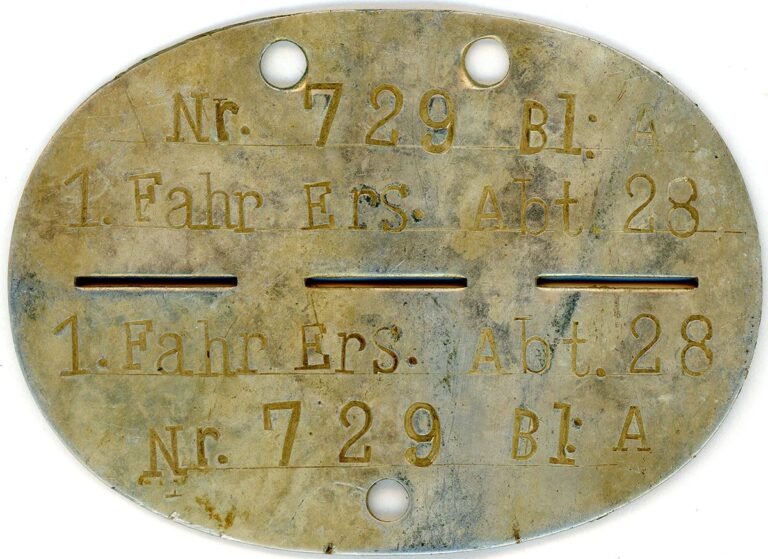 Nr. 729 Bl: A
1. Fahr Ers. Abt. 28
1. Fahr Ers. Abt. 28
Nr. 729 Bl: A